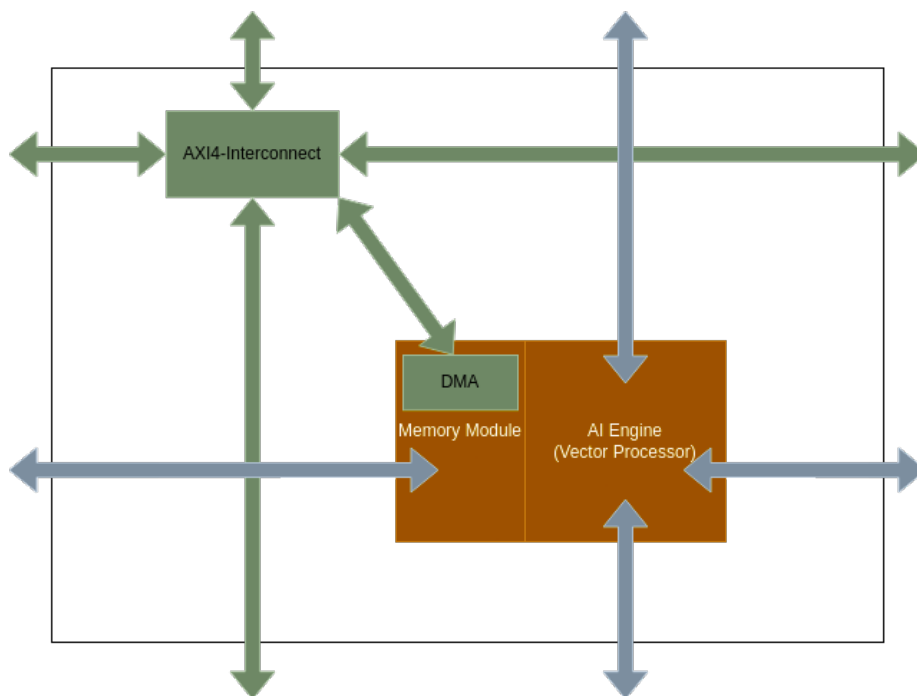 AXI4-Interconnect
DMA
Memory Module
AI Engine
(Vector Processor)